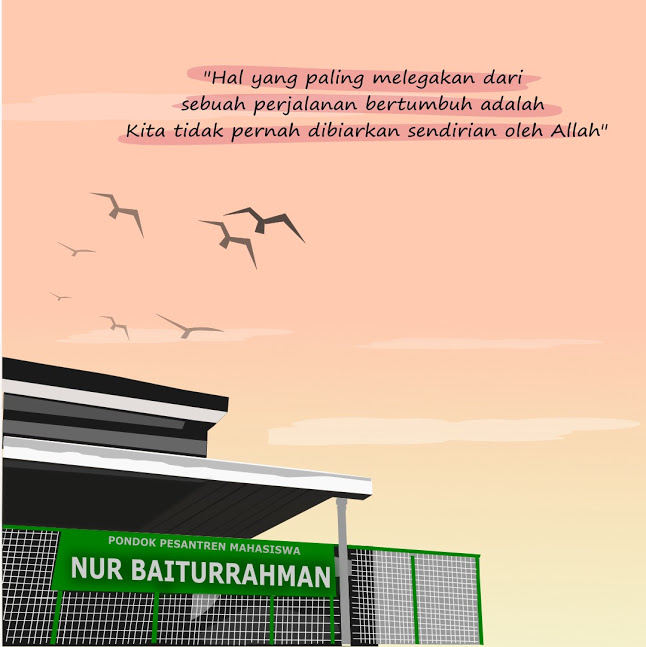 "Hal yang paling melegakan dari
sebuah perjalanan bertumbuh adalah
Kita tidak pernah dibiarkan sendirian oleh Allah"
PONDOK PESANTREN MAHASISWA
NUR BAITURRAHMAN